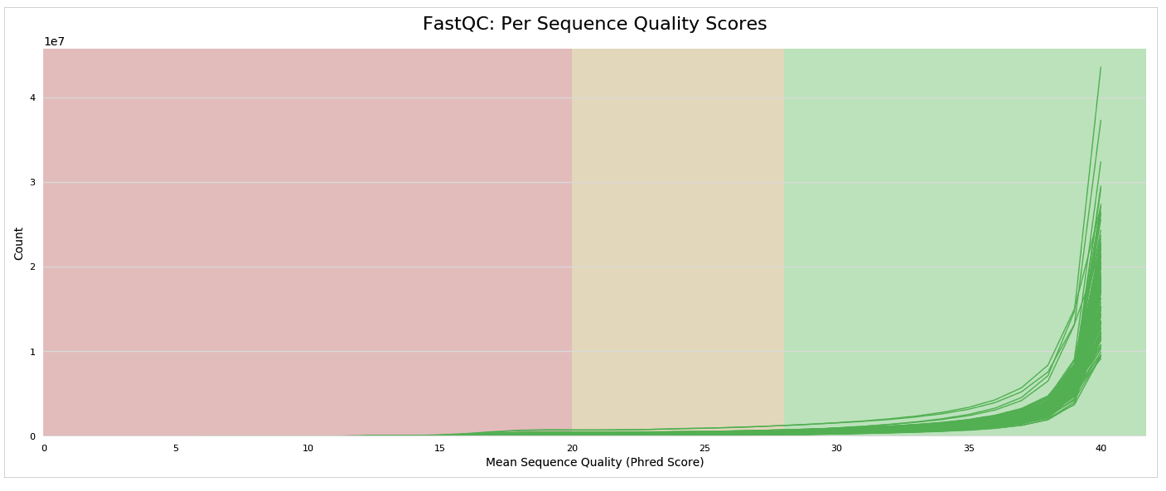 FastQC: Per Sequence Quality Scores
1e7
4
3
2
1
0
Count
0 5 10 15 20 25 30 35 40
Mean Sequence Quality (Phred Score)